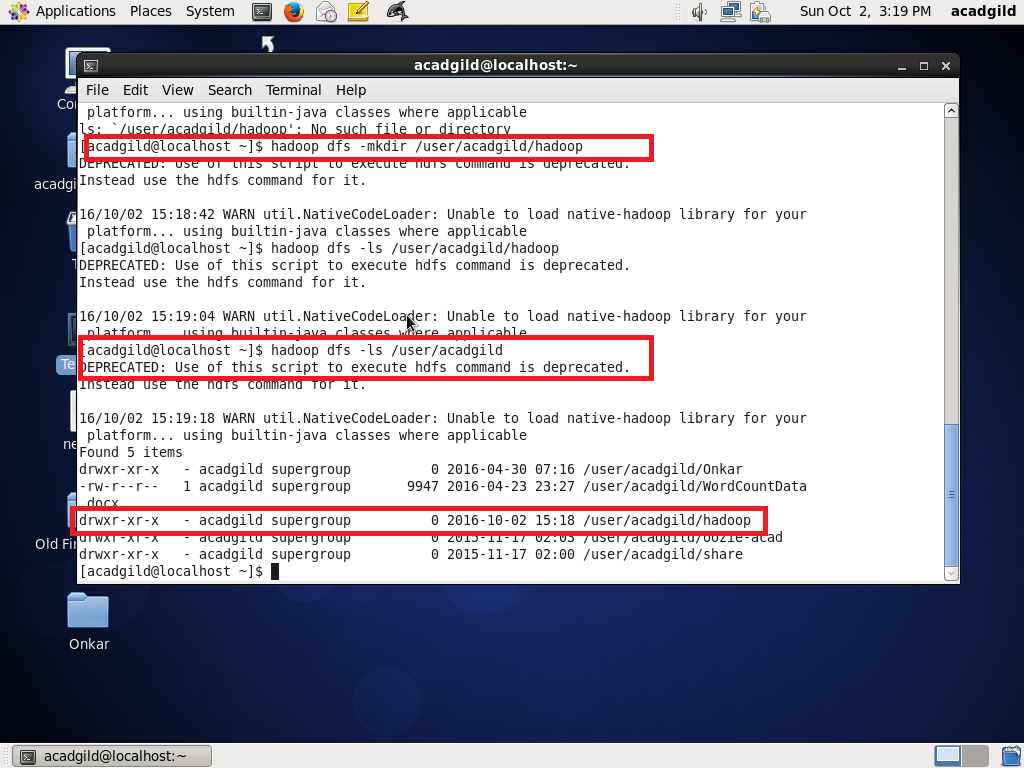 Applications Places System
Sun Oct 2, 3:19 PM acadgild
acadgild@localhost:~
File Edit View Search Terminal Help
platform... using builtin-java classes where applicable
ls: `/user/acadgild/hadoop': No such file or directory
[acadgild@localhost ~]$ hadoop dfs -mkdir /user/acadgild/hadoop
DEPRECATED: Use of this script to execute hdfs command is deprecated.
Instead use the hdfs command for it.
16/10/02 15:18:42 WARN util.NativeCodeLoader: Unable to load native-hadoop library for your
platform... using builtin-java classes where applicable
[acadgild@localhost ~]$ hadoop dfs -ls /user/acadgild/hadoop
DEPRECATED: Use of this script to execute hdfs command is deprecated.
Instead use the hdfs command for it.
16/10/02 15:19:04 WARN util.NativeCodeLoader: Unable to load native-hadoop library for your
platform... using builtin-java classes where applicable
[acadgild@localhost ~]$ hadoop dfs -ls /user/acadgild
DEPRECATED: Use of this script to execute hdfs command is deprecated.
Instead use the hdfs command for it.
16/10/02 15:19:18 WARN util.NativeCodeLoader: Unable to load native-hadoop library for your
platform... using builtin-java classes where applicable
Found 5 items
drwxr-xr-x - acadgild supergroup 0 2016-04-30 07:16 /user/acadgild/Onkar
-rw-r--r-- 1 acadgild supergroup 9947 2016-04-23 23:27 /user/acadgild/WordCountData
.docx
drwxr-xr-x - acadgild supergroup 0 2016-10-02 15:18 /user/acadgild/hadoop
drwxr-xr-x - acadgild supergroup 0 2015-11-17 02:03 /user/acadgild/oozie-acad
drwxr-xr-x - acadgild supergroup 0 2015-11-17 02:00 /user/acadgild/share
[acadgild@localhost ~]$
Co
acadg
Te
ne
Old Fi
Onkar
acadgild@localhost:~